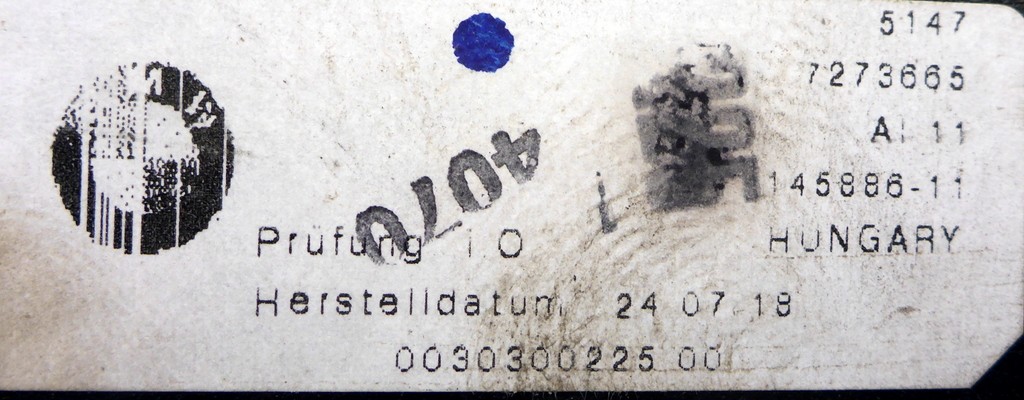 5147
7273665
AI 11
145886-11
HUNGARY
4070
Prüfung i O
Herstelldatum 24 07 18
0030300225 00